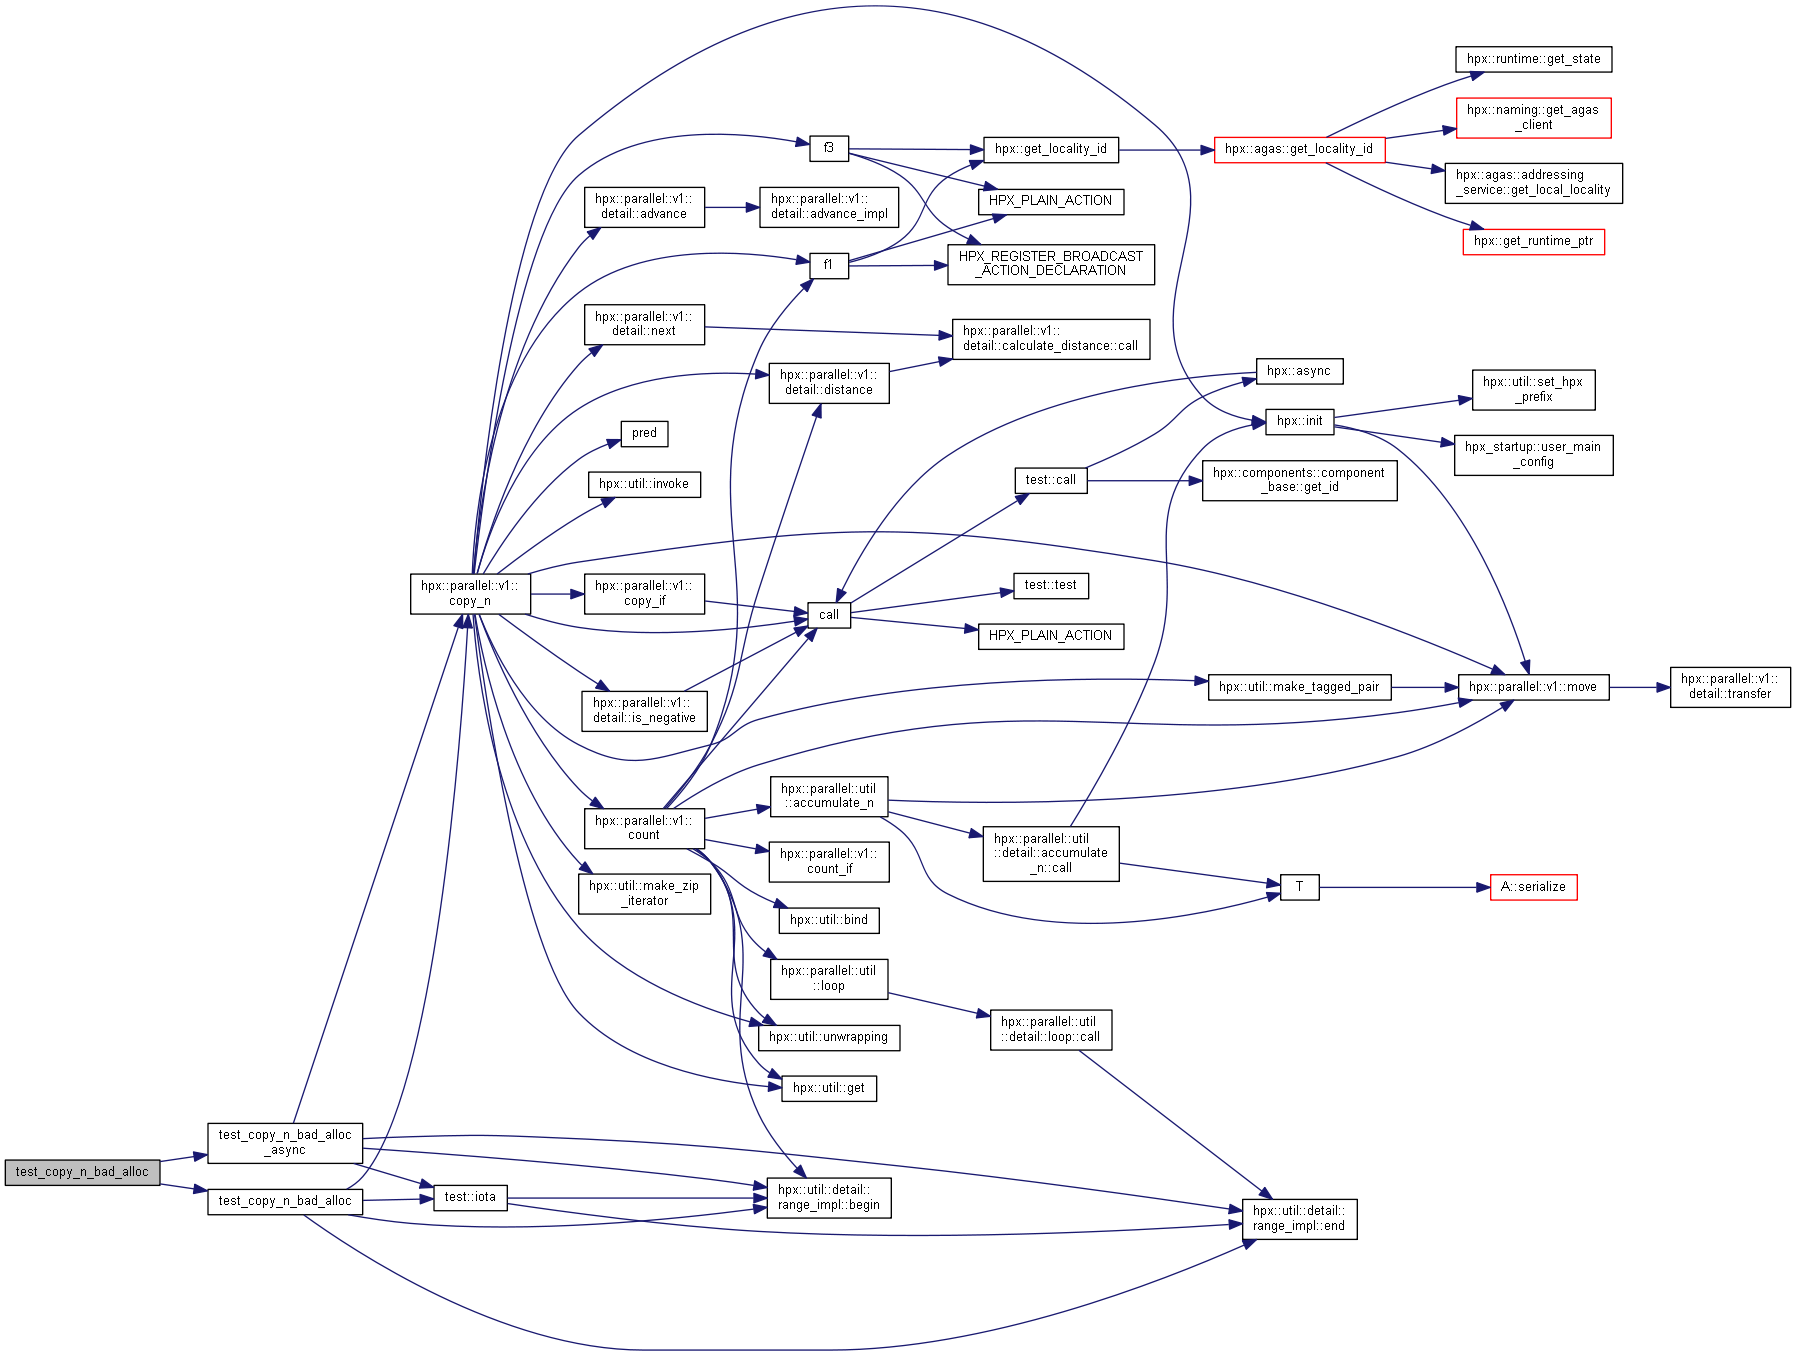 test_copy_n_bad_alloc
test_copy_n_bad_alloc
_async
test_copy_n_bad_alloc
hpx::parallel::v1::
copy_n
test::iota
f3
hpx::parallel::v1::
detail::advance
hpx::parallel::v1::
detail::advance_impl
f1
hpx::parallel::v1::
detail::next
hpx::parallel::v1::
detail::distance
pred
hpx::util::invoke
hpx::parallel::v1::
copy_if
call
hpx::parallel::v1::
detail::is_negative
hpx::parallel::v1::
count
hpx::util::make_zip
_iterator
hpx::parallel::util
::accumulate_n
hpx::parallel::v1::
count_if
hpx::util::bind
hpx::parallel::util
::loop
hpx::util::unwrapping
hpx::util::get
hpx::util::detail::
range_impl::begin
hpx::get_locality_id
HPX_PLAIN_ACTION
HPX_REGISTER_BROADCAST
_ACTION_DECLARATION
hpx::parallel::v1::
detail::calculate_distance::call
test::call
test::test
HPX_PLAIN_ACTION
hpx::parallel::util
::detail::accumulate
_n::call
hpx::parallel::util
::detail::loop::call
hpx::agas::get_locality_id
hpx::async
hpx::init
hpx::components::component
_base::get_id
hpx::util::make_tagged_pair
T
hpx::util::detail::
range_impl::end
hpx::runtime::get_state
hpx::naming::get_agas
_client
hpx::agas::addressing
_service::get_local_locality
hpx::get_runtime_ptr
hpx::util::set_hpx
_prefix
hpx_startup::user_main
_config
hpx::parallel::v1::move
A::serialize
hpx::parallel::v1::
detail::transfer